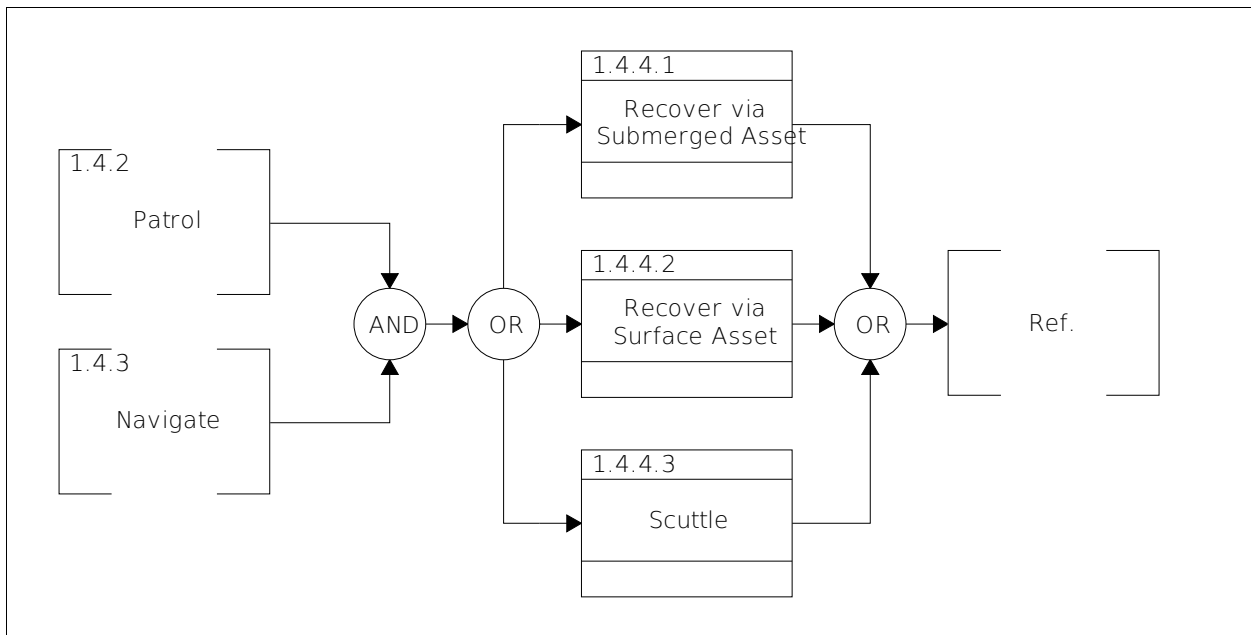 1.4.2
Patrol
1.4.3
Navigate
AND
OR
1.4.4.1
Recover via
Submerged Asset
1.4.4.2
Recover via
Surface Asset
1.4.4.3
Scuttle
OR
Ref.